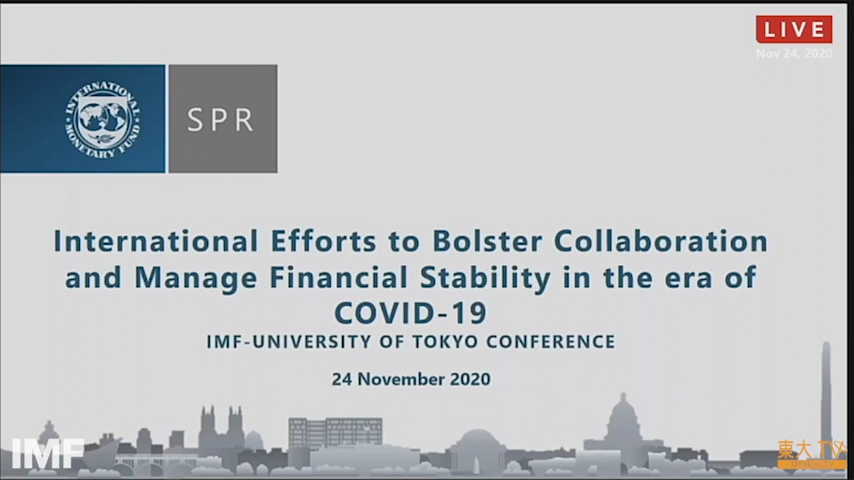 LIVE
Nov 24, 2020
INTERNATIONAL MONETARY FUND
SPR
International Efforts to Bolster Collaboration
and Manage Financial Stability in the era of
COVID-19
IMF-UNIVERSITY OF TOKYO CONFERENCE
24 November 2020
IMF
東大TV